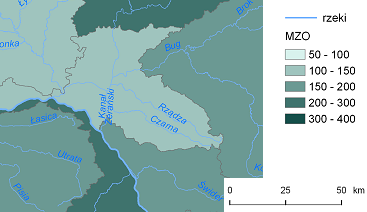 rzeki
MZO
50 - 100
100 - 150
150 - 200
200 - 300
300 - 400
Bug
Rządza
Czarna
Kanał
Żerański
Łasica
Utrata
Pisia
Świder
0 25 50 km